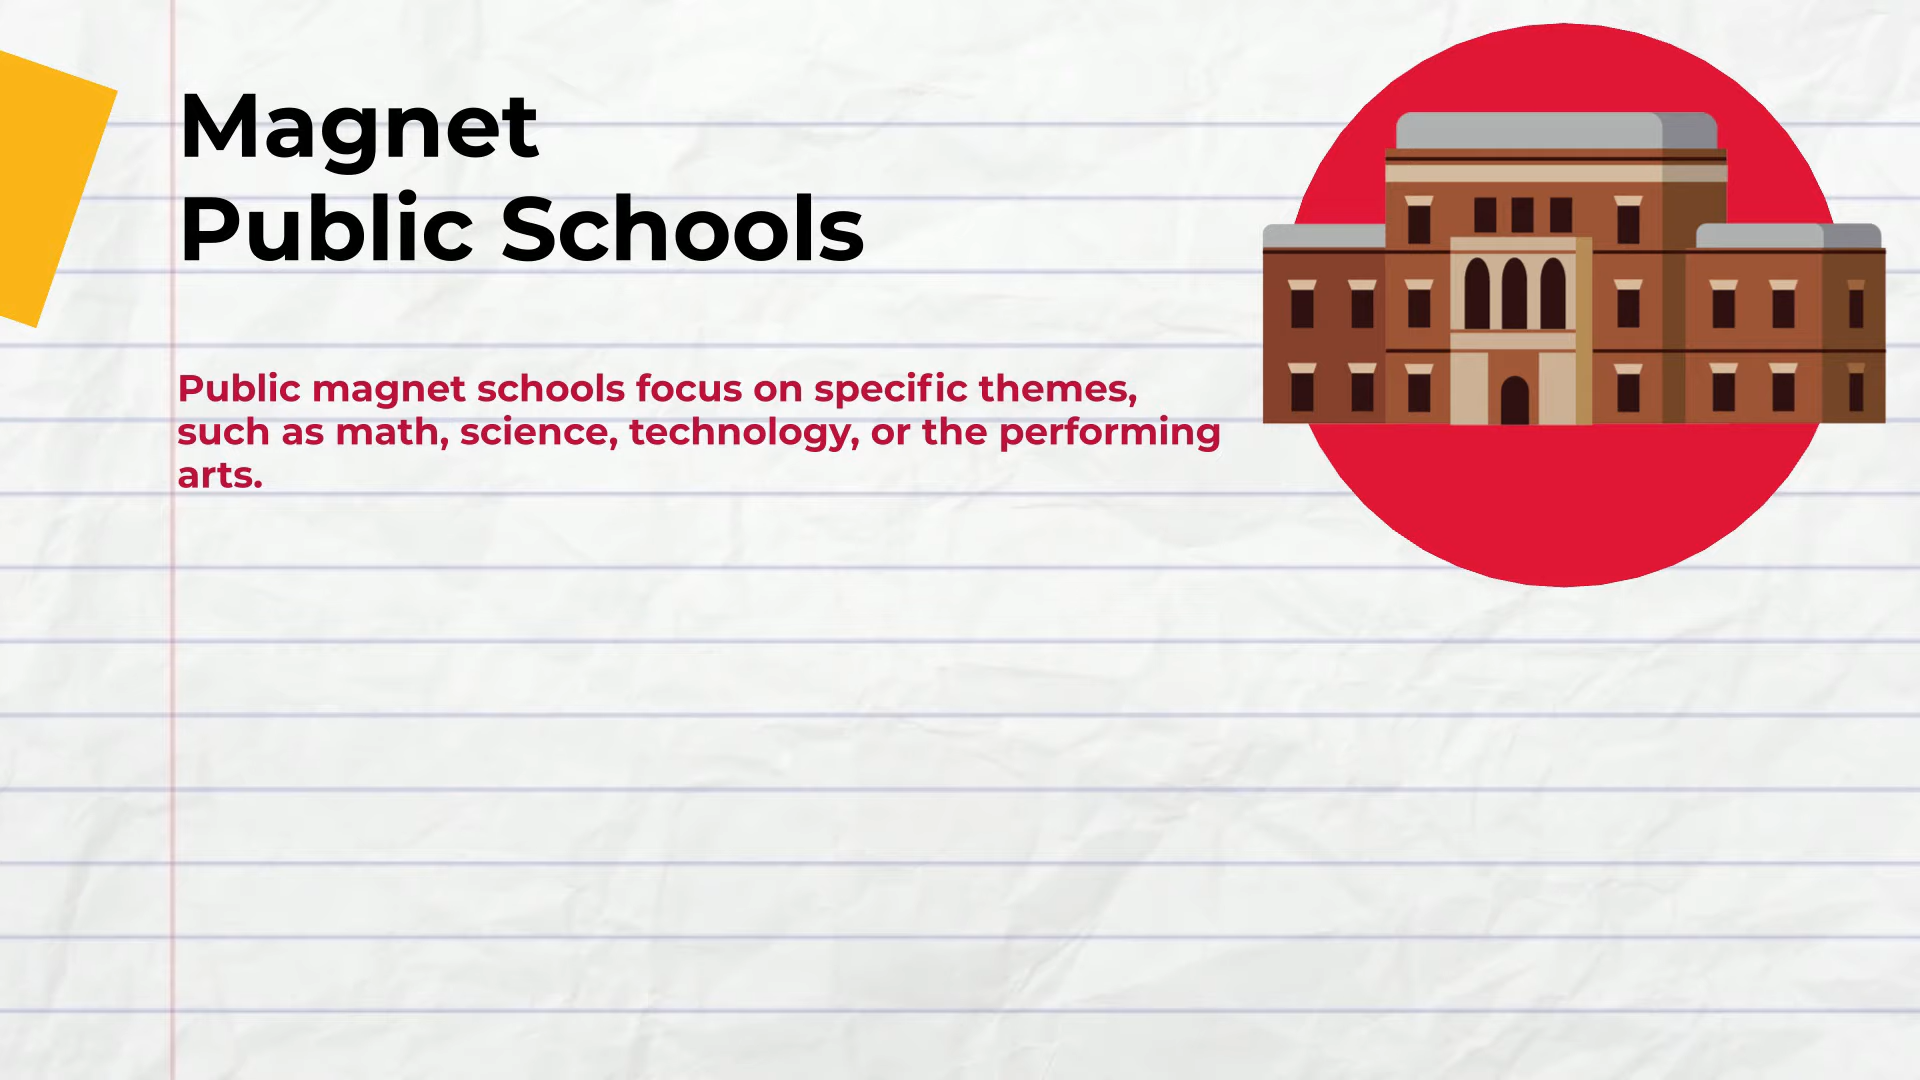 Magnet
Public Schools
Public magnet schools focus on specific themes,
such as math, science, technology, or the performing
arts.